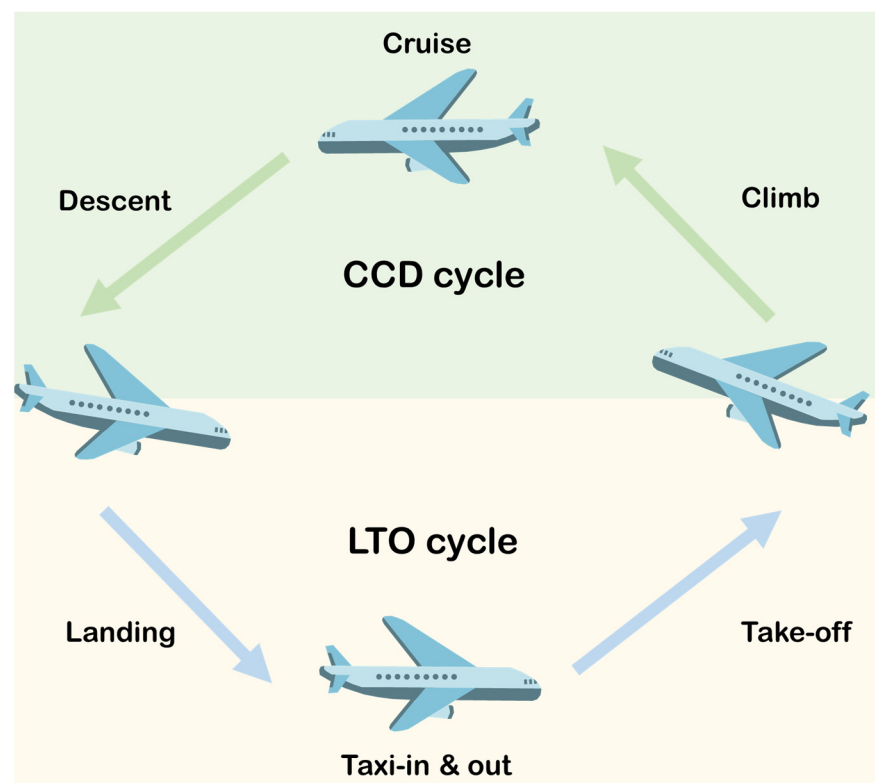 Cruise
Descent
Climb
CCD cycle
LTO cycle
Landing
Take-off
Taxi-in & out